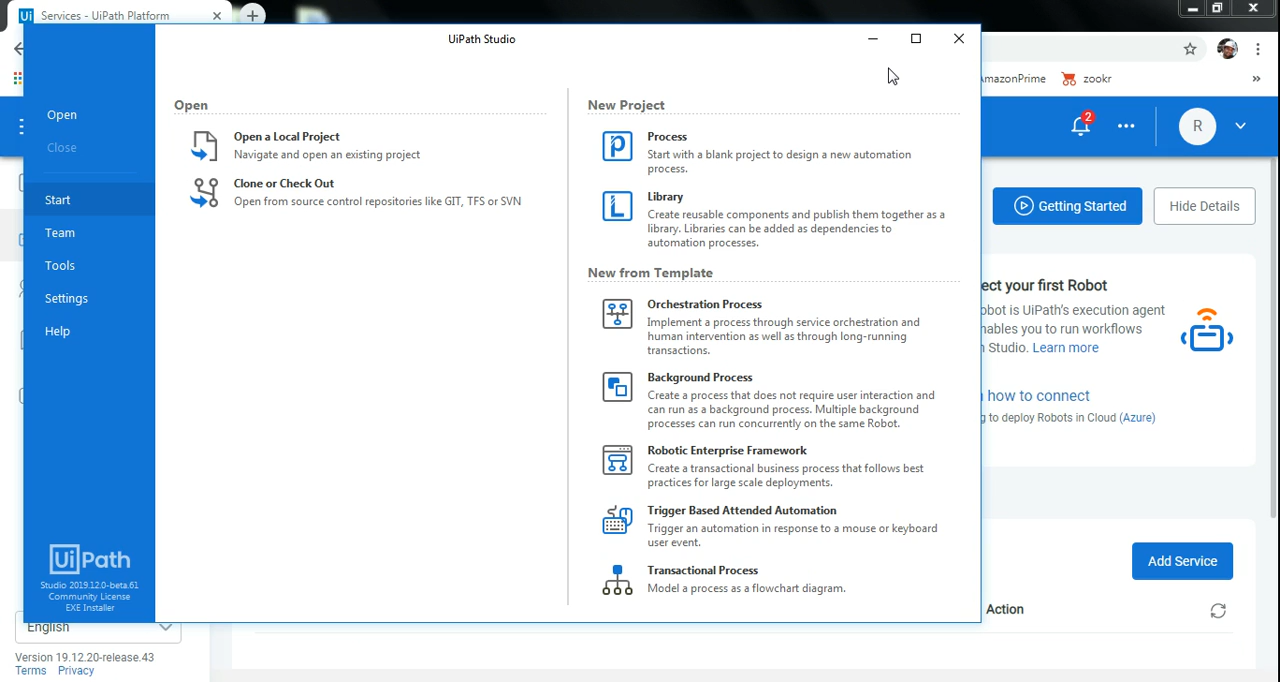 Services - UiPath Platform
UiPath Studio
AmazonPrime
zookr
Open
Close
Start
Team
Tools
Settings
Help
UiPath
Studio 2019.12.0-beta.61
Community License
EXE Installer
Open
Open a Local Project
Navigate and open an existing project
Clone or Check Out
Open from source control repositories like GIT, TFS or SVN
New Project
Process
Start with a blank project to design a new automation
process.
Library
Create reusable components and publish them together as a
library. Libraries can be added as dependencies to
automation processes.
New from Template
Orchestration Process
Implement a process through service orchestration and
human intervention as well as through long-running
transactions.
Background Process
Create a process that does not require user interaction and
can run as a background process. Multiple background
processes can run concurrently on the same Robot.
Robotic Enterprise Framework
Create a transactional business process that follows best
practices for large scale deployments.
Trigger Based Attended Automation
Trigger an automation in response to a mouse or keyboard
user event.
Transactional Process
Model a process as a flowchart diagram.
2
R
Getting Started
Hide Details
ect your first Robot
obot is UiPath's execution agent
nables you to run workflows
Studio. Learn more
how to connect
g to deploy Robots in Cloud (Azure)
Add Service
Action
English
Version 19.12.20-release.43
Terms Privacy